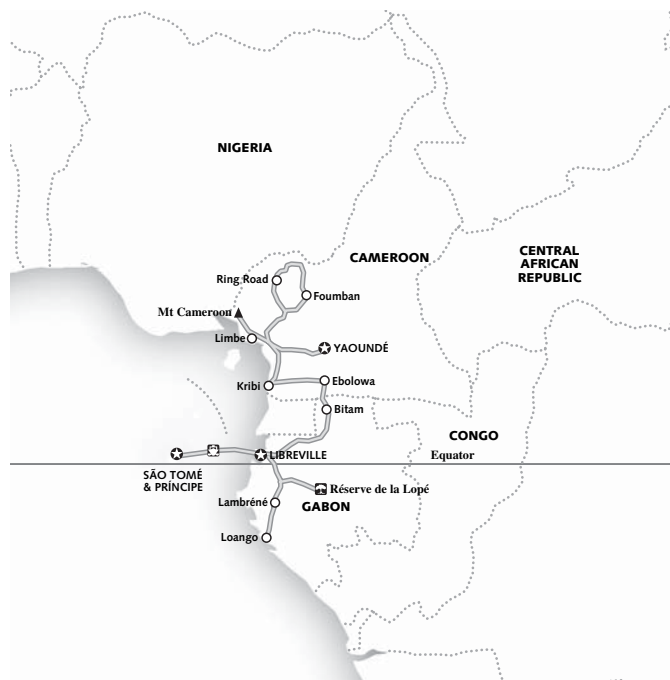 NIGERIA
CAMEROON
CENTRAL
AFRICAN
REPUBLIC
Ring Road
Foumban
Mt Cameroon
Limbe
YAOUNDÉ
Kribi
Ebolowa
Bitam
CONGO
LIBREVILLE
Equator
SÃO TOMÉ
& PRÍNCIPE
Réserve de la Lopé
Lambréné
GABON
Loango